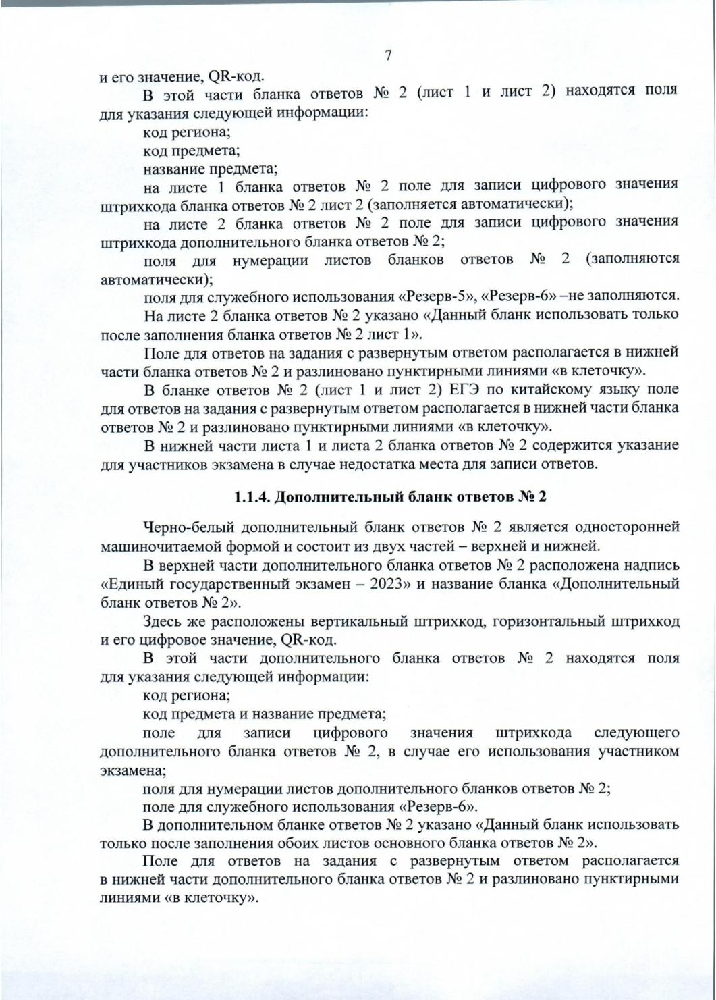 7
и его значение, QR-код.
В этой части бланка ответов № 2 (лист 1 и лист 2) находятся поля
для указания следующей информации:
код региона;
код предмета;
название предмета;
на листе 1 бланка ответов № 2 поле для записи цифрового значения
штрихкода бланка ответов № 2 лист 2 (заполняется автоматически);
на листе 2 бланка ответов № 2 поле для записи цифрового значения
штрихкода дополнительного бланка ответов № 2;
поля для нумерации листов бланков ответов № 2 (заполняются
автоматически);
поля для служебного использования «Резерв-5», «Резерв-6» –не заполняются.
На листе 2 бланка ответов № 2 указано «Данный бланк использовать только
после заполнения бланка ответов № 2 лист 1».
Поле для ответов на задания с развернутым ответом располагается в нижней
части бланка ответов № 2 и разлиновано пунктирными линиями «в клеточку».
В бланке ответов № 2 (лист 1 и лист 2) ЕГЭ по китайскому языку поле
для ответов на задания с развернутым ответом располагается в нижней части бланка
ответов № 2 и разлиновано пунктирными линиями «в клеточку».
В нижней части листа 1 и листа 2 бланка ответов № 2 содержится указание
для участников экзамена в случае недостатка места для записи ответов.
1.1.4. Дополнительный бланк ответов № 2
Черно-белый дополнительный бланк ответов № 2 является односторонней
машиночитаемой формой и состоит из двух частей – верхней и нижней.
В верхней части дополнительного бланка ответов № 2 расположена надпись
«Единый государственный экзамен – 2023» и название бланка «Дополнительный
бланк ответов № 2».
Здесь же расположены вертикальный штрихкод, горизонтальный штрихкод
и его цифровое значение, QR-код.
В этой части дополнительного бланка ответов № 2 находятся поля
для указания следующей информации:
код региона;
код предмета и название предмета;
поле для записи цифрового значения штрихкода следующего
дополнительного бланка ответов № 2, в случае его использования участником
экзамена;
поля для нумерации листов дополнительного бланков ответов № 2;
поле для служебного использования «Резерв-6».
В дополнительном бланке ответов № 2 указано «Данный бланк использовать
только после заполнения обоих листов основного бланка ответов № 2».
Поле для ответов на задания с развернутым ответом располагается
в нижней части дополнительного бланка ответов № 2 и разлиновано пунктирными
линиями «в клеточку».